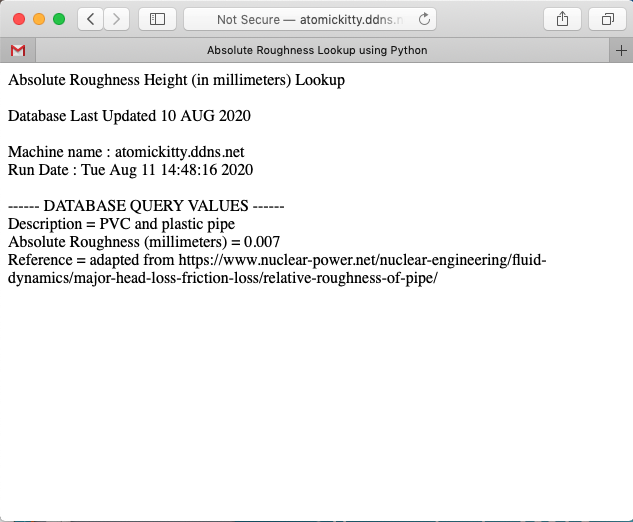 Not Secure — atomickitty.ddns.n
Absolute Roughness Lookup using Python
Absolute Roughness Height (in millimeters) Lookup
Database Last Updated 10 AUG 2020
Machine name : atomickitty.ddns.net
Run Date : Tue Aug 11 14:48:16 2020
------ DATABASE QUERY VALUES ------
Description = PVC and plastic pipe
Absolute Roughness (millimeters) = 0.007
Reference = adapted from https://www.nuclear-power.net/nuclear-engineering/fluid-
dynamics/major-head-loss-friction-loss/relative-roughness-of-pipe/